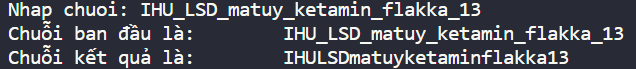 Nhap chuoi: IHU_LSD_matuy_ketamin_flakka_13
Chuỗi ban đầu là: IHU_LSD_matuy_ketamin_flakka_13
Chuỗi kết quả là: IHULSDmatuyketaminflakka13